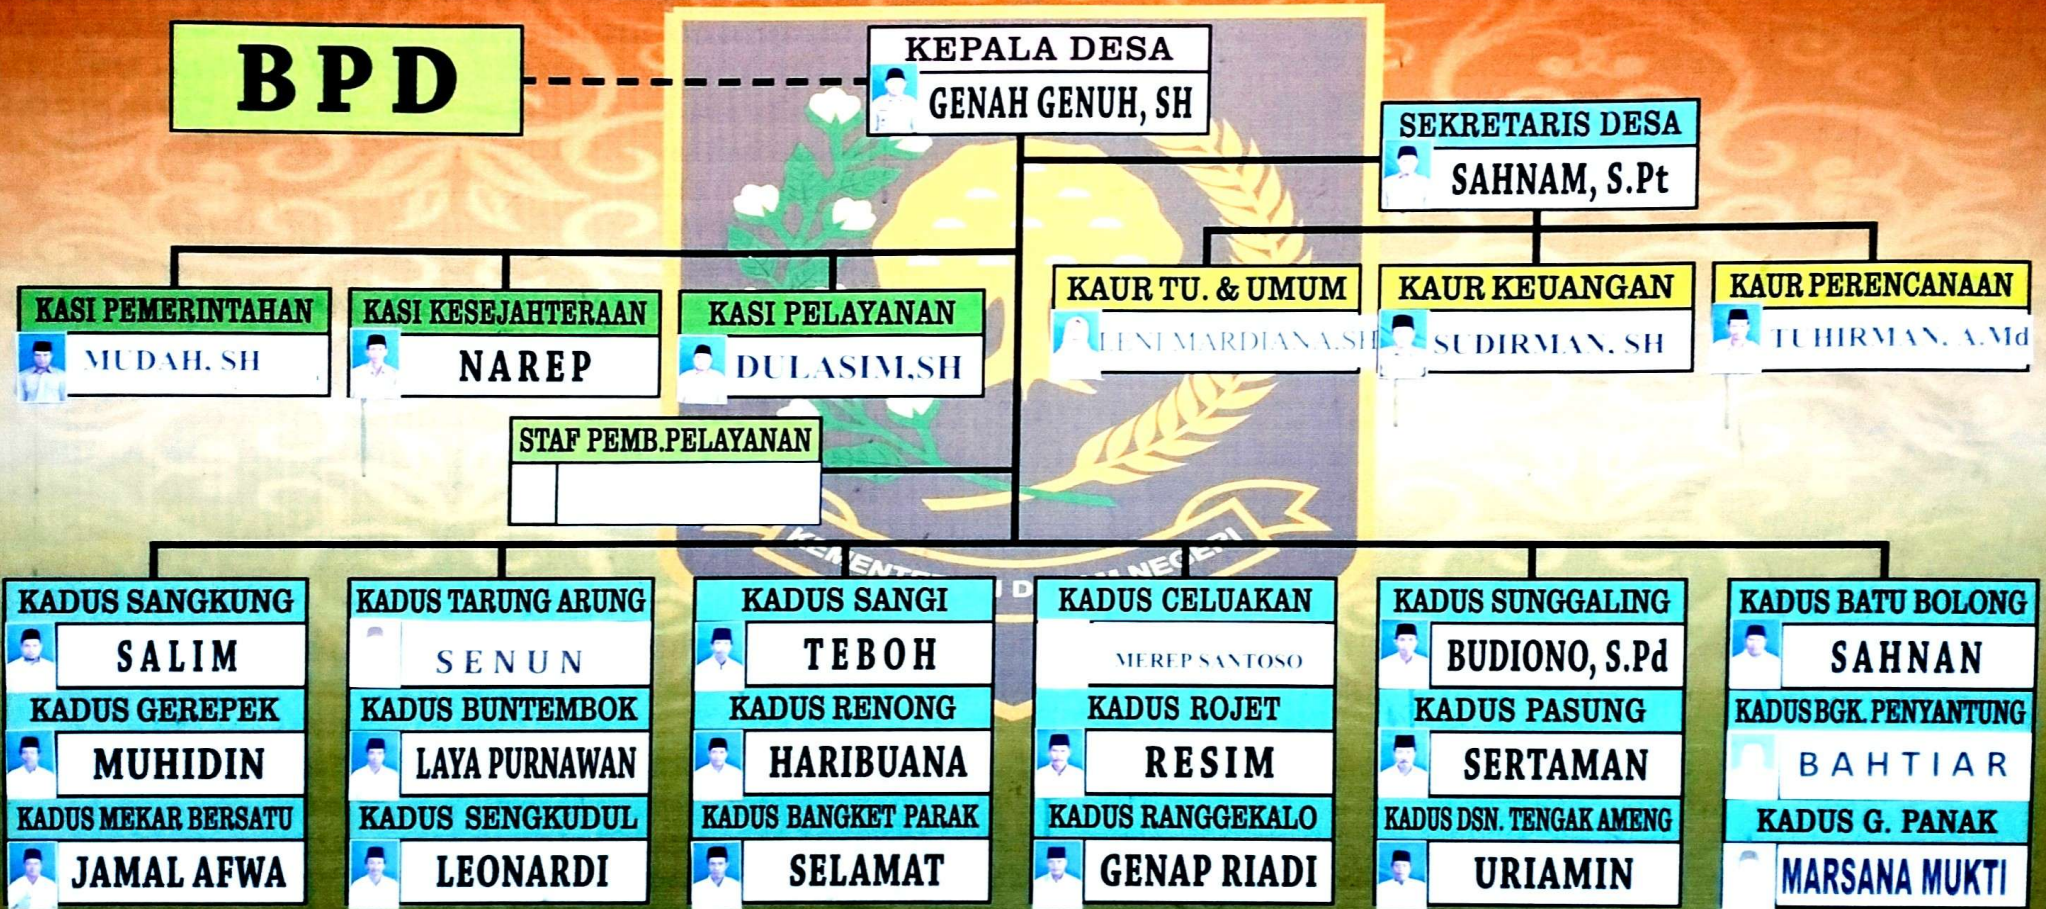 BPD
KEPALA DESA
GENAH GENUH, SH
SEKRETARIS DESA
SAHNAM, S.Pt
KASI PEMERINTAHAN
MUDAH. SH
KASI KESEJAHTERAAN
NAREP
KASI PELAYANAN
DULASIM,SH
KAUR TU. & UMUM
LENI MARDIANA.SH
KAUR KEUANGAN
SUDIRMAN. SH
KAUR PERENCANAAN
TUHIRMAN. A.Md
STAF PEMB.PELAYANAN
KADUS SANGKUNG
SALIM
KADUS GEREPEK
MUHIDIN
KADUS MEKAR BERSATU
JAMAL AFWA
KADUS TARUNG ARUNG
SENUN
KADUS BUNTEMBOK
LAYA PURNAWAN
KADUS SENGKUDUL
LEONARDI
KADUS SANGI
TEBOH
KADUS RENONG
HARIBUANA
KADUS BANGKET PARAK
SELAMAT
KADUS CELUAKAN
MEREP SANTOSO
KADUS ROJET
RESIM
KADUS RANGGEKALO
GENAP RIADI
KADUS SUNGGALING
BUDIONO, S.Pd
KADUS PASUNG
SERTAMAN
KADUS DSN. TENGAK AMENG
URIAMIN
KADUS BATU BOLONG
SAHNAN
KADUS BGK. PENYANTUNG
BAHTIAR
KADUS G. PANAK
MARSANA MUKTI